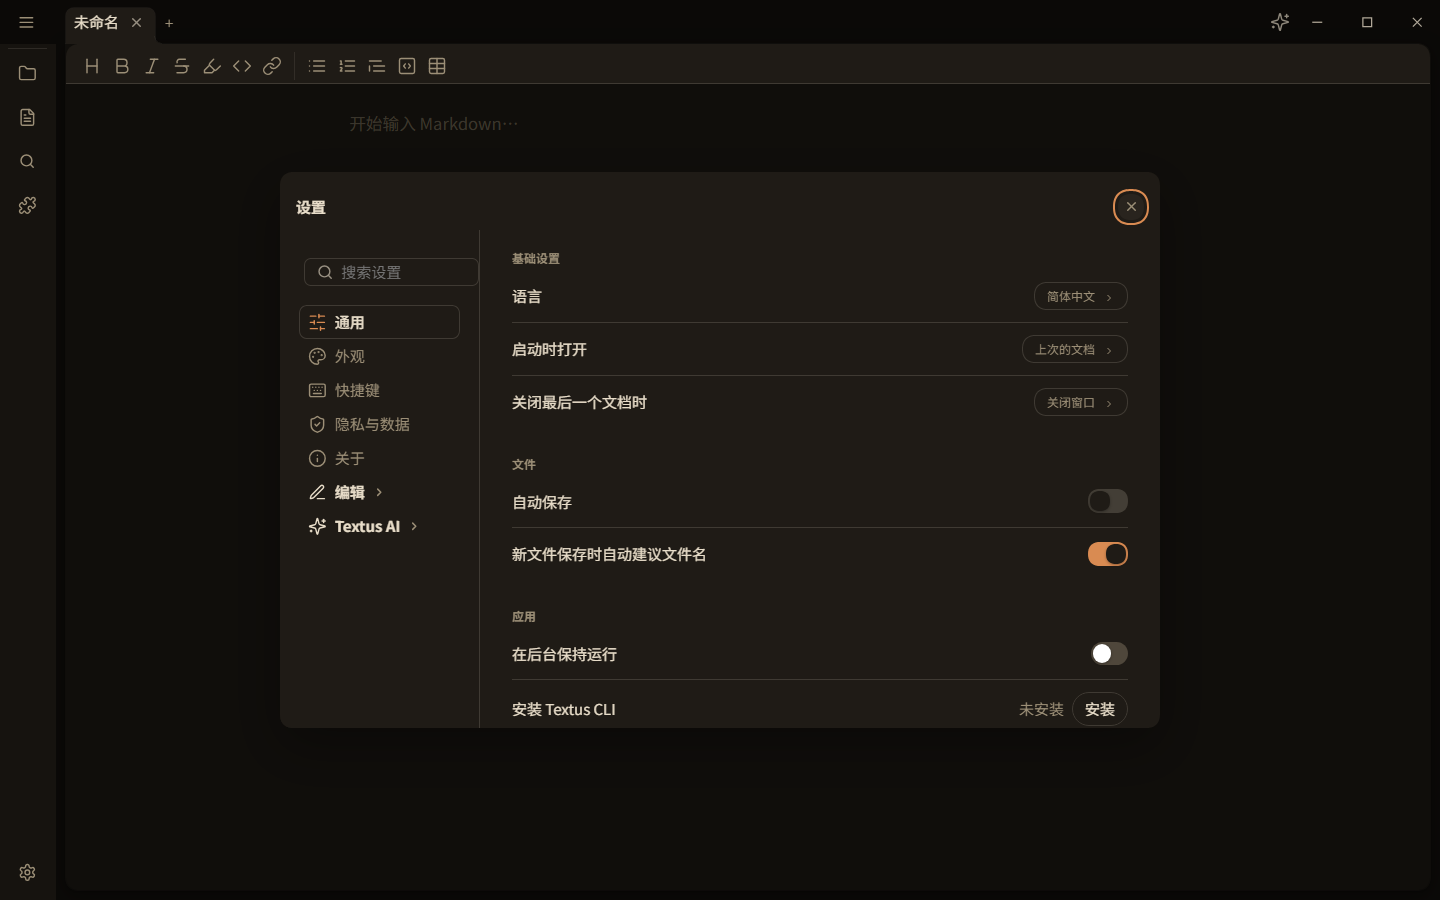 未命名
开始输入 Markdown…
设置
搜索设置
通用
外观
快捷键
隐私与数据
关于
编辑
Textus AI
基础设置
语言
简体中文
启动时打开
上次的文档
关闭最后一个文档时
关闭窗口
文件
自动保存
新文件保存时自动建议文件名
应用
在后台保持运行
安装 Textus CLI
未安装
安装